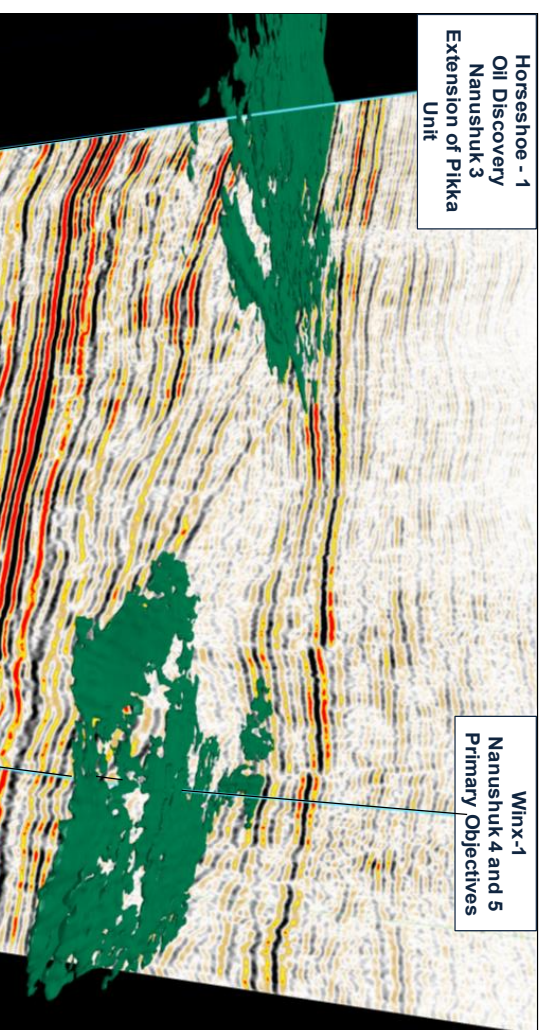 Horseshoe - 1
Oil Discovery
Nanushuk 3
Extension of Pikka
Unit
Winx-1
Nanushuk 4 and 5
Primary Objectives